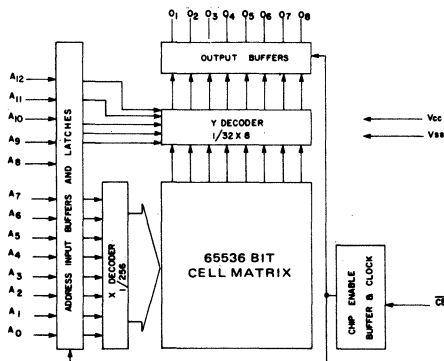 O1 O2 O3 O4 O5 O6 O7 O8
OUTPUT BUFFERS
A12
A11
A10
A9
A8
Y DECODER
1/32 X 8
Vcc
Vss
ADDRESS INPUT BUFFERS AND LATCHES
A7
A6
A5
A4
A3
A2
A1
A0
X DECODER
1/256
65536 BIT
CELL MATRIX
CHIP ENABLE
BUFFER & CLOCK
CE